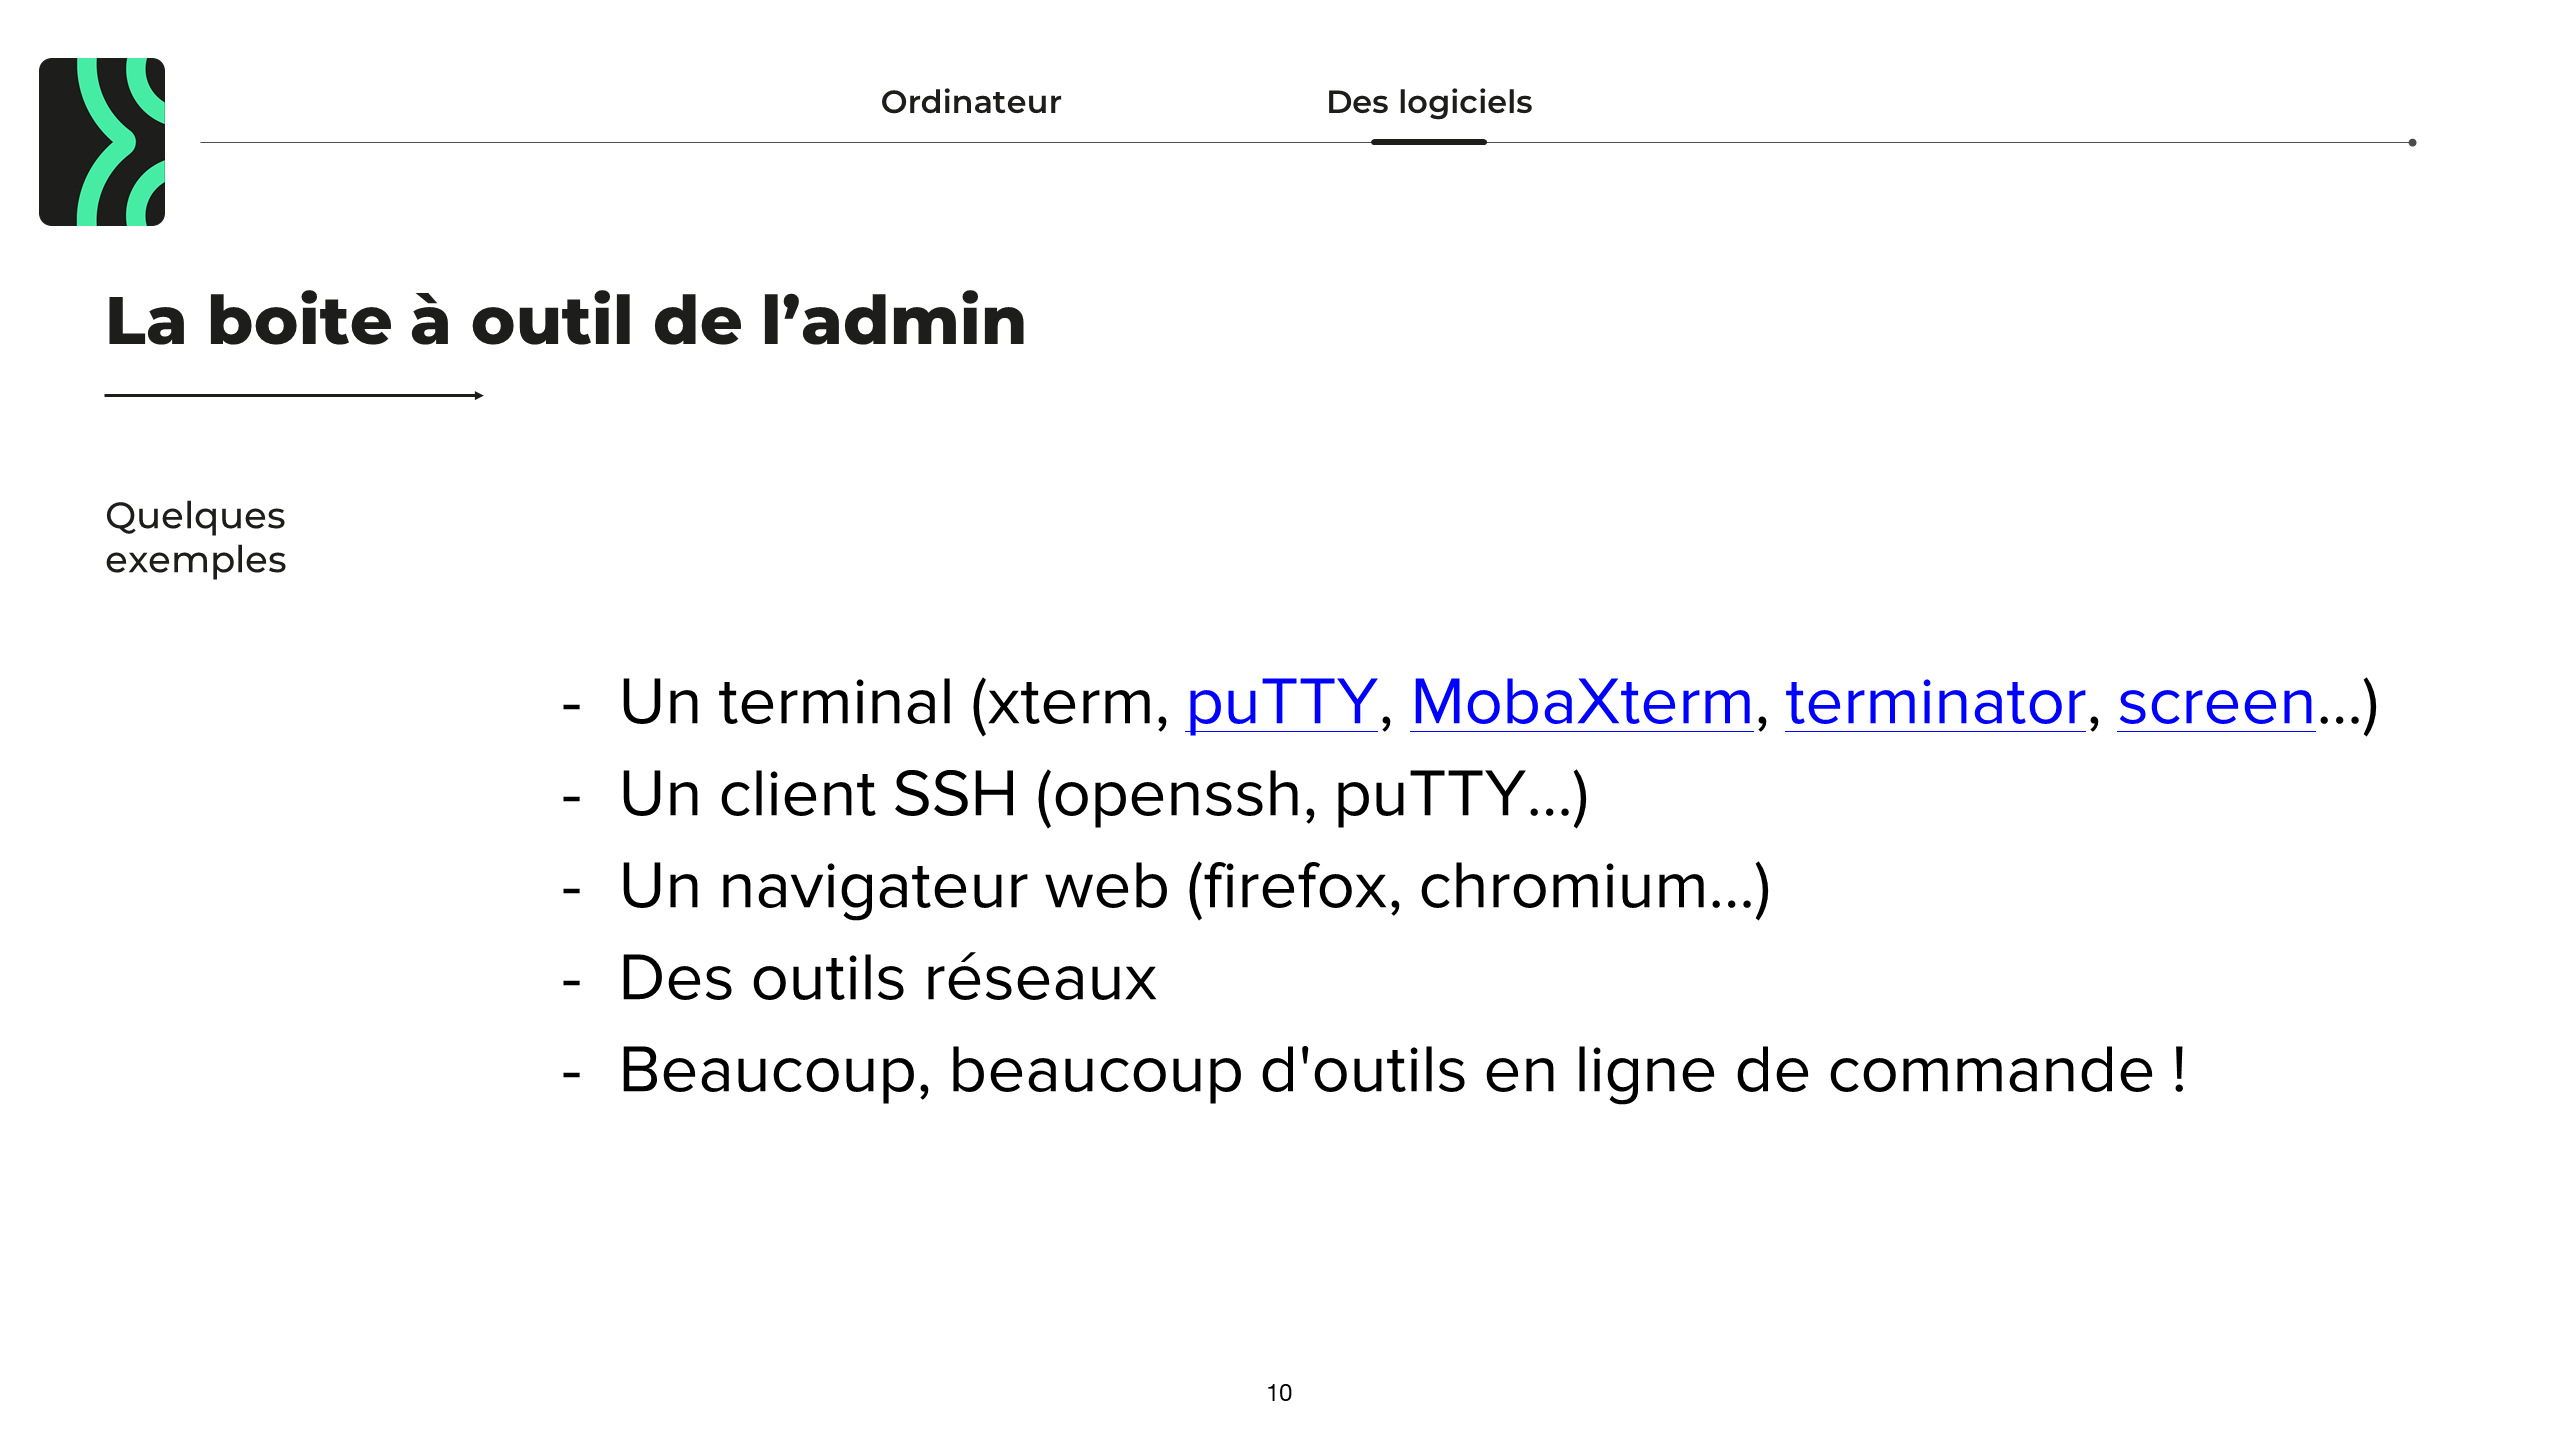 Ordinateur
Des logiciels
La boite à outil de l’admin
Quelques
exemples
- Un terminal (xterm, puTTY, MobaXterm, terminator, screen...)
- Un client SSH (openssh, puTTY...)
- Un navigateur web (firefox, chromium...)
- Des outils réseaux
- Beaucoup, beaucoup d'outils en ligne de commande !
10